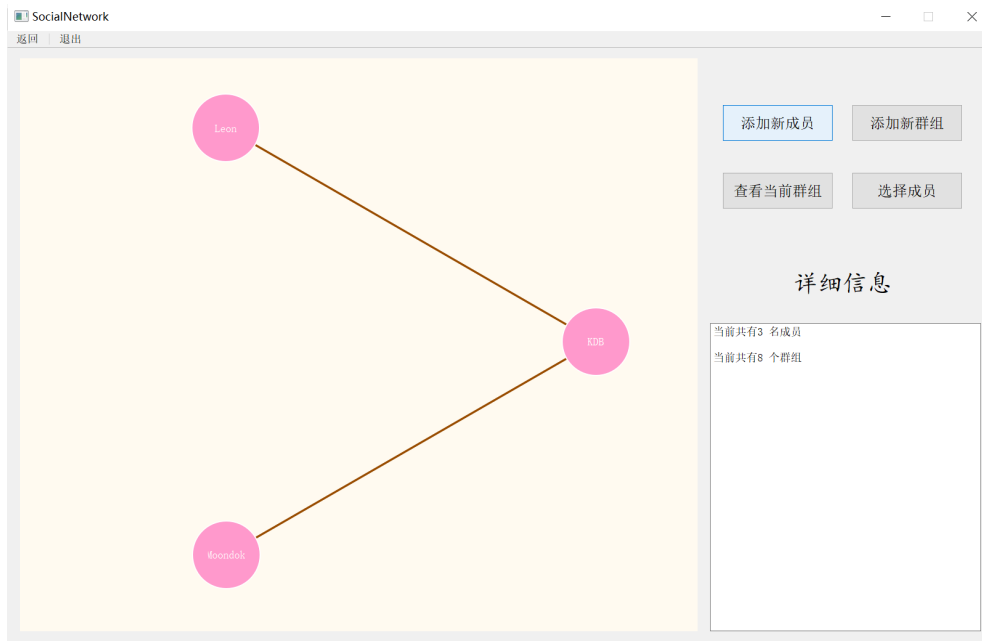 SocialNetwork
返回
退出
Leon
KDB
Moondok
添加新成员
添加新群组
查看当前群组
选择成员
详细信息
当前共有3 名成员
当前共有8 个群组